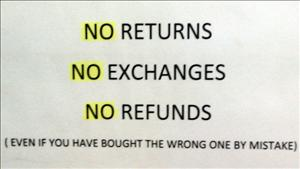 NO RETURNS
NO EXCHANGES
NO REFUNDS
( EVEN IF YOU HAVE BOUGHT THE WRONG ONE BY MISTAKE)